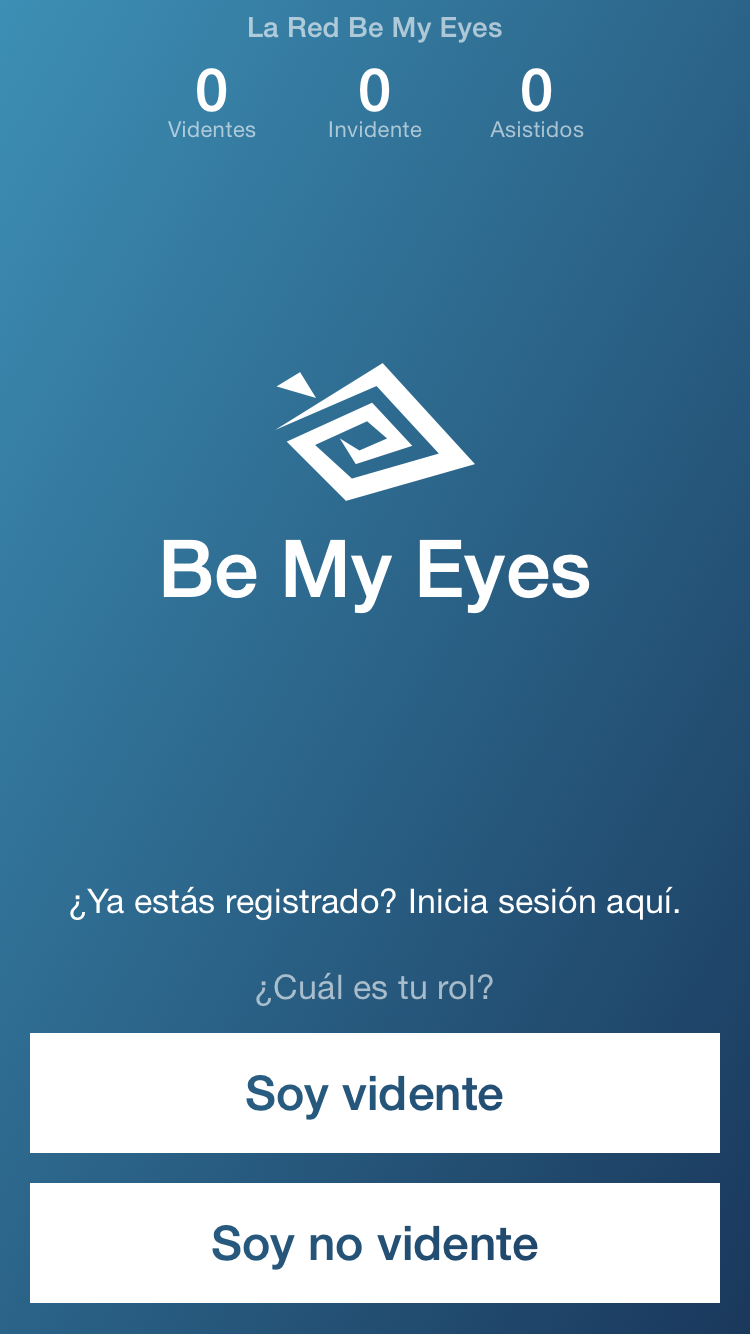 La Red Be My Eyes
0 0 0
Videntes Invidente Asistidos
Be My Eyes
¿Ya estás registrado? Inicia sesión aquí.
¿Cuál es tu rol?
Soy vidente
Soy no vidente